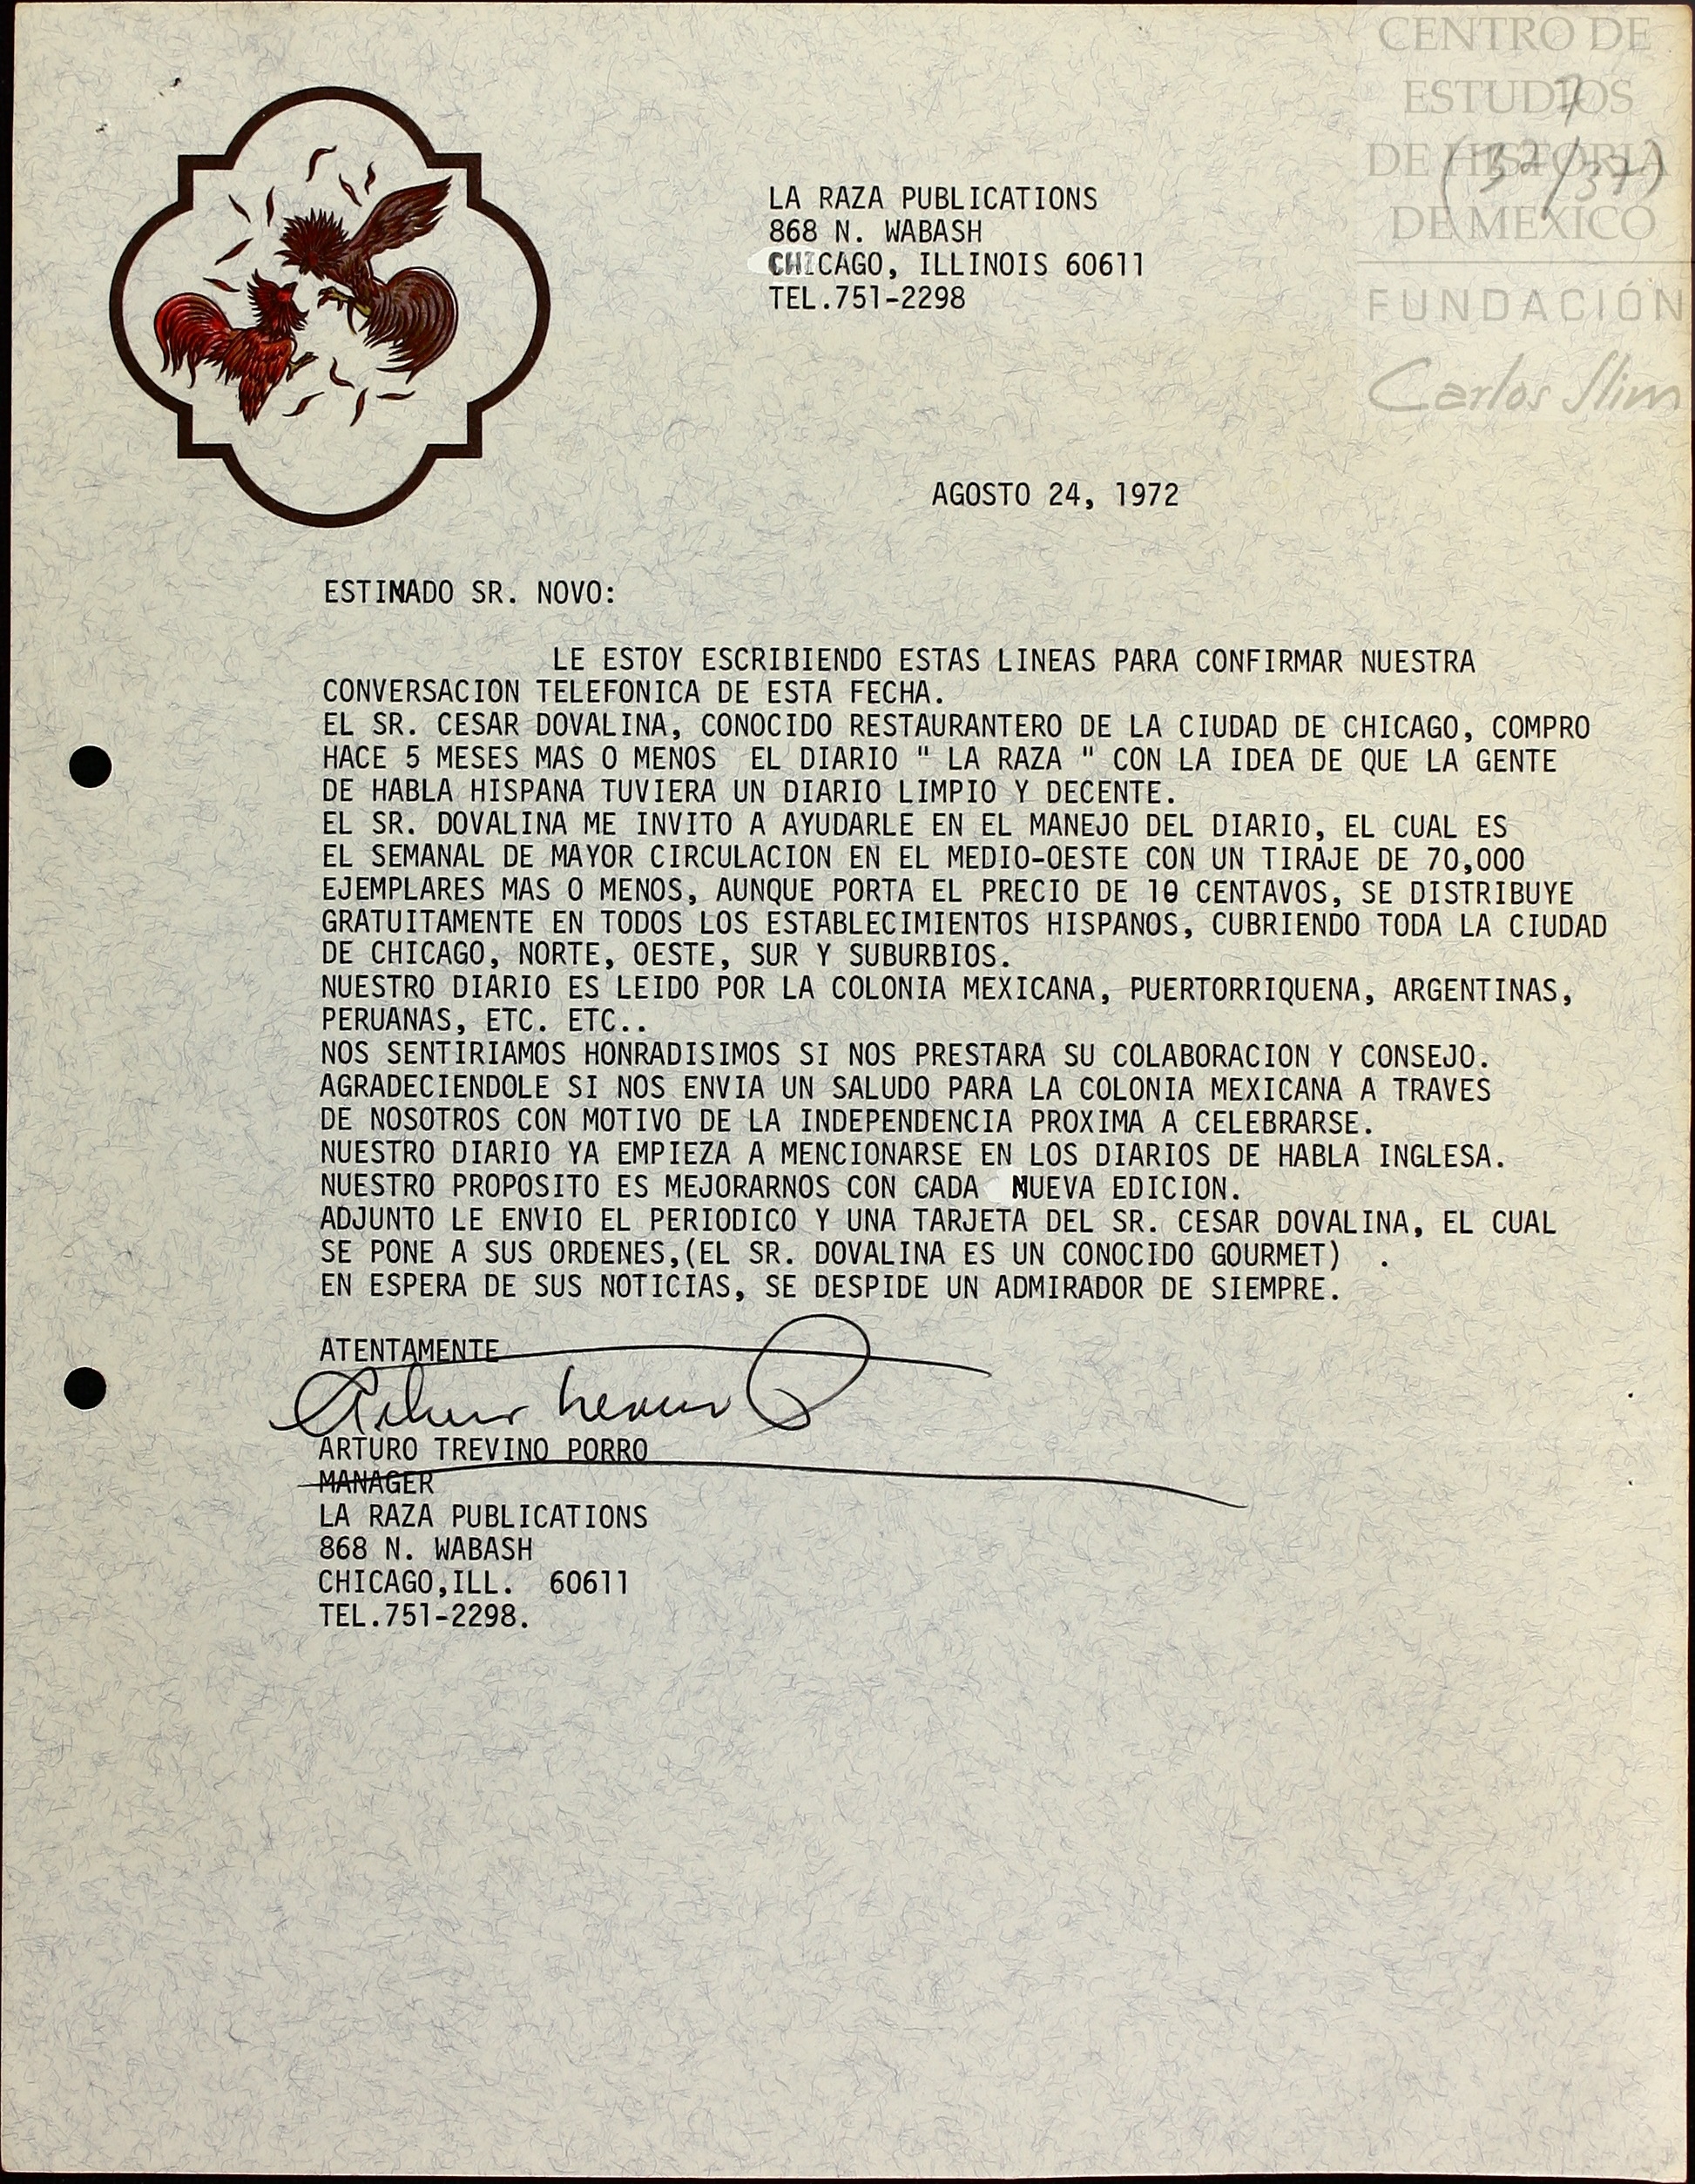 CENTRO DE
ESTUDIOS
DE HISTORIA
DE MEXICO
FUNDACIÓN
Carlos Slim
7
(32/37)
LA RAZA PUBLICATIONS
868 N. WABASH
CHICAGO, ILLINOIS 60611
TEL.751-2298
AGOSTO 24, 1972
ESTIMADO SR. NOVO:
LE ESTOY ESCRIBIENDO ESTAS LINEAS PARA CONFIRMAR NUESTRA
CONVERSACION TELEFONICA DE ESTA FECHA.
EL SR. CESAR DOVALINA, CONOCIDO RESTAURANTERO DE LA CIUDAD DE CHICAGO, COMPRO
HACE 5 MESES MAS O MENOS EL DIARIO " LA RAZA " CON LA IDEA DE QUE LA GENTE
DE HABLA HISPANA TUVIERA UN DIARIO LIMPIO Y DECENTE.
EL SR. DOVALINA ME INVITO A AYUDARLE EN EL MANEJO DEL DIARIO, EL CUAL ES
EL SEMANAL DE MAYOR CIRCULACION EN EL MEDIO-OESTE CON UN TIRAJE DE 70,000
EJEMPLARES MAS O MENOS, AUNQUE PORTA EL PRECIO DE 10 CENTAVOS, SE DISTRIBUYE
GRATUITAMENTE EN TODOS LOS ESTABLECIMIENTOS HISPANOS, CUBRIENDO TODA LA CIUDAD
DE CHICAGO, NORTE, OESTE, SUR Y SUBURBIOS.
NUESTRO DIARIO ES LEIDO POR LA COLONIA MEXICANA, PUERTORRIQUENA, ARGENTINAS,
PERUANAS, ETC. ETC..
NOS SENTIRIAMOS HONRADISIMOS SI NOS PRESTARA SU COLABORACION Y CONSEJO.
AGRADECIENDOLE SI NOS ENVIA UN SALUDO PARA LA COLONIA MEXICANA A TRAVES
DE NOSOTROS CON MOTIVO DE LA INDEPENDENCIA PROXIMA A CELEBRARSE.
NUESTRO DIARIO YA EMPIEZA A MENCIONARSE EN LOS DIARIOS DE HABLA INGLESA.
NUESTRO PROPOSITO ES MEJORARNOS CON CADA NUEVA EDICION.
ADJUNTO LE ENVIO EL PERIODICO Y UNA TARJETA DEL SR. CESAR DOVALINA, EL CUAL
SE PONE A SUS ORDENES,(EL SR. DOVALINA ES UN CONOCIDO GOURMET) .
EN ESPERA DE SUS NOTICIAS, SE DESPIDE UN ADMIRADOR DE SIEMPRE.
ATENTAMENTE
ARTURO TREVINO PORRO
MANAGER
LA RAZA PUBLICATIONS
868 N. WABASH
CHICAGO,ILL. 60611
TEL.751-2298.